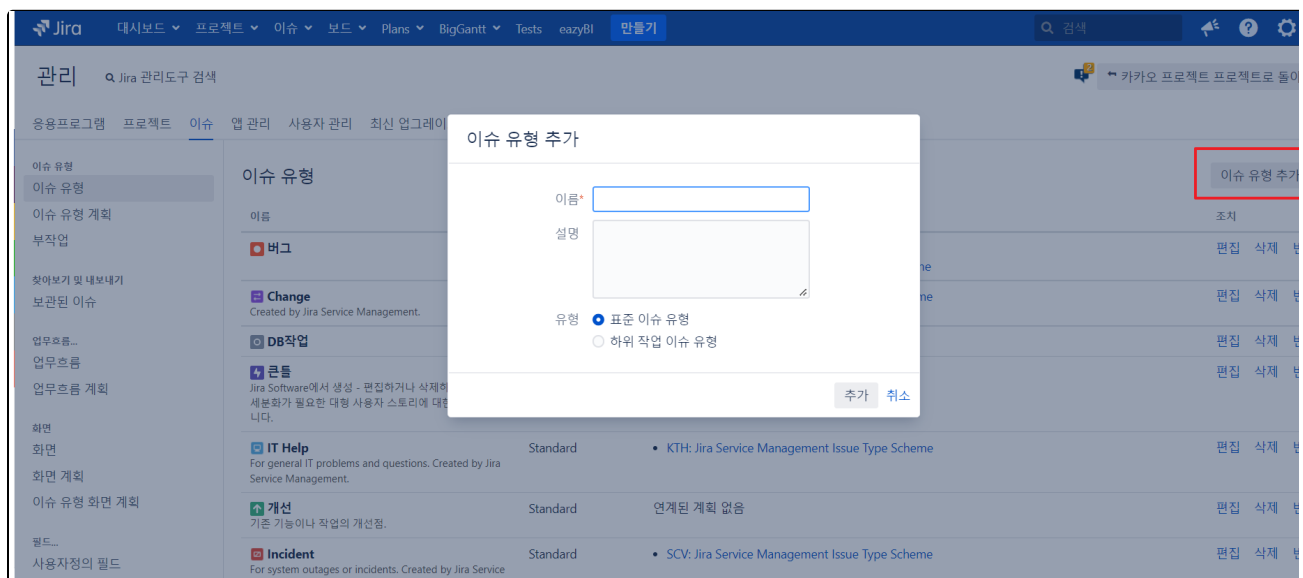 Jira 대시보드 프로젝트 이슈 보드 Plans BigGantt Tests eazyBI 만들기 검색
관리 Jira 관리도구 검색 2 카카오 프로젝트 프로젝트로 돌아
응용프로그램 프로젝트 이슈 앱 관리 사용자 관리 최신 업그레이
이슈 유형 추가
이슈 유형
이슈 유형
이슈 유형 계획
부작업
찾아보기 및 내보내기
보관된 이슈
업무흐름...
업무흐름
업무흐름 계획
화면
화면
화면 계획
이슈 유형 화면 계획
필드...
사용자정의 필드
이슈 유형
이슈 유형 추가
이름
조치
이름*
설명
유형
표준 이슈 유형
하위 작업 이슈 유형
추가 취소
버그
me
편집 삭제
Change
me
편집 삭제
Created by Jira Service Management.
DB작업
편집 삭제
큰틀
편집 삭제
Jira Software에서 생성 - 편집하거나 삭제하
세분화가 필요한 대형 사용자 스토리에 대한
니다.
IT Help Standard • KTH: Jira Service Management Issue Type Scheme 편집 삭제
For general IT problems and questions. Created by Jira
Service Management.
개선 Standard 연계된 계획 없음 편집 삭제
기존 기능이나 작업의 개선점.
Incident Standard • SCV: Jira Service Management Issue Type Scheme 편집 삭제
For system outages or incidents. Created by Jira Service